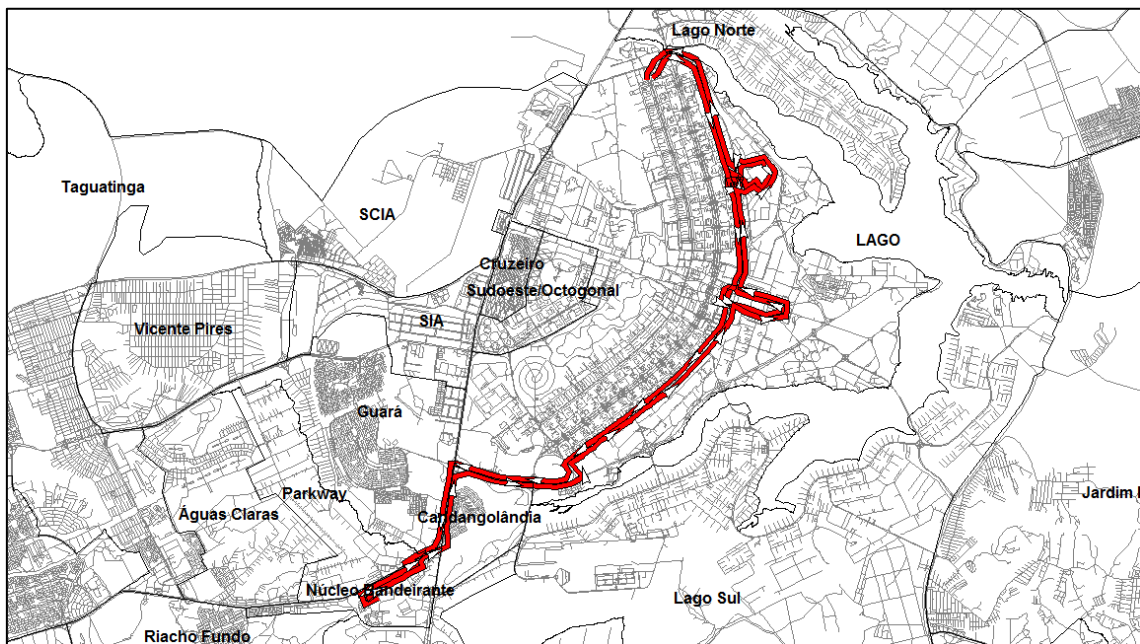 Lago Norte
Taguatinga
SCIA
LAGO
Cruzeiro
Sudoeste/Octogonal
SIA
Vicente Pires
Guará
Parkway
Jardim
Águas Claras
Candangolândia
Núcleo Bandeirante
Lago Sul
Riacho Fundo